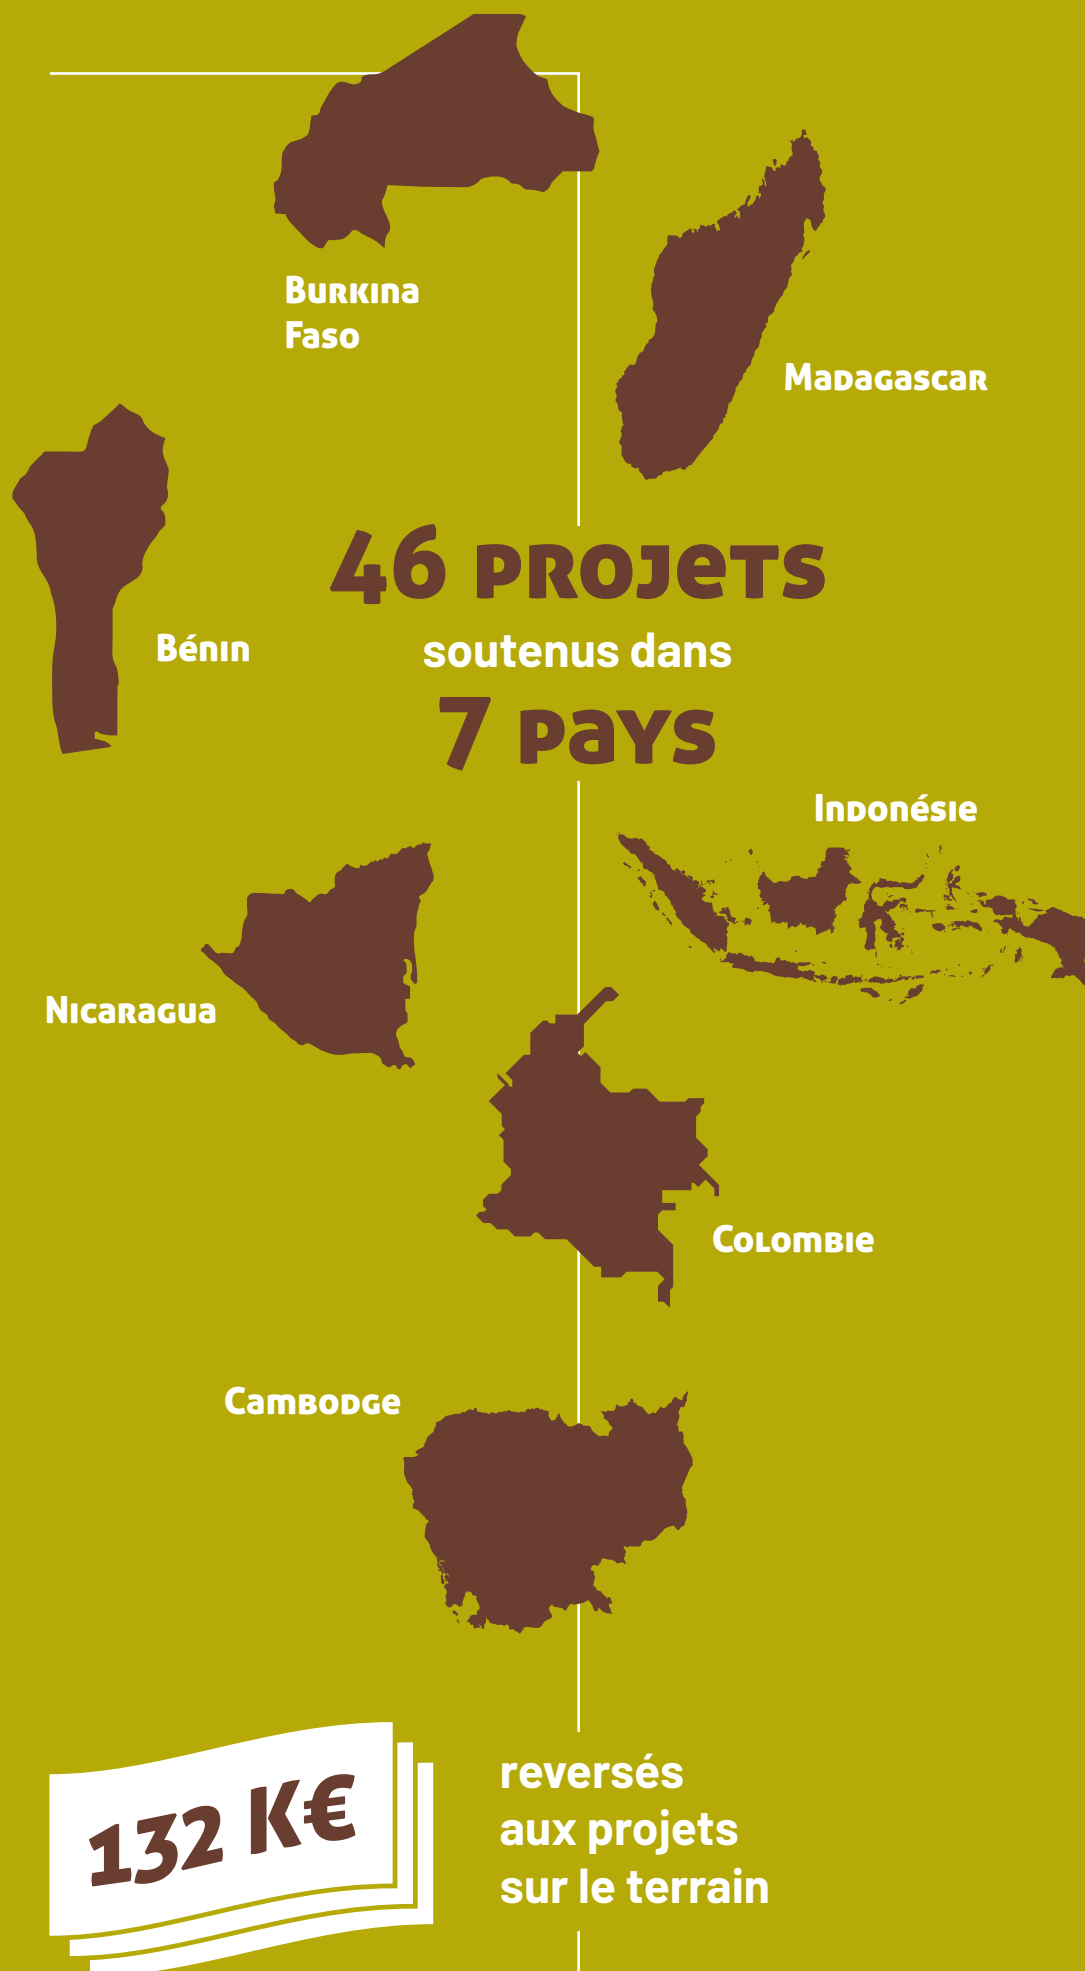 Burkina
Faso
Madagascar
46 projets
soutenus dans
7 pays
Bénin
Indonésie
Nicaragua
Colombie
Cambodge
132 K€
reversés
aux projets
sur le terrain